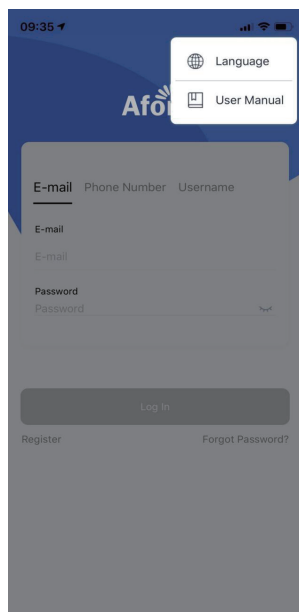 09:35
Language
User Manual
E-mail Phone Number Username
E-mail
E-mail
Password
Password
Log In
Register Forgot Password?